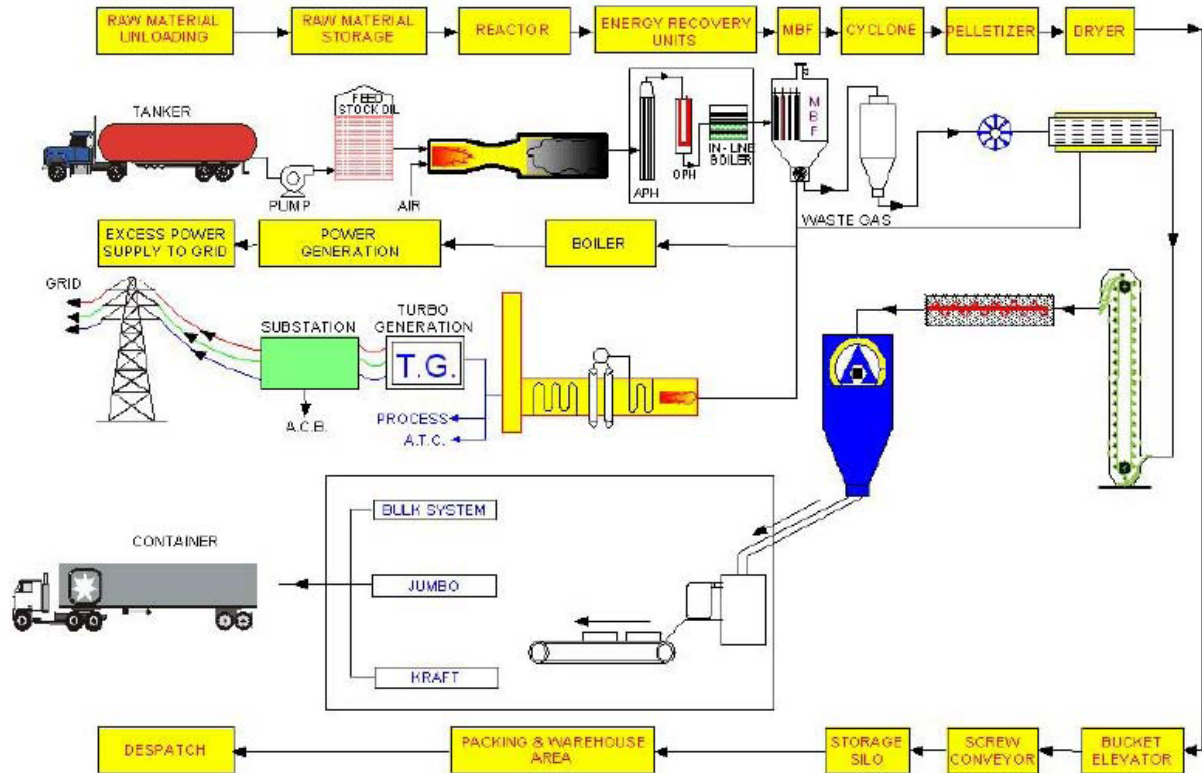 RAW MATERIAL
UNLOADING
RAW MATERIAL
STORAGE
REACTOR
ENERGY RECOVERY
UNITS
MBF
CYCLONE
PELLETIZER
DRYER
TANKER
FEED
STOCK OIL
PUMP
AIR
APH
OPH
IN-LINE
BOILER
M
B
F
WASTE GAS
EXCESS POWER
SUPPLY TO GRID
POWER
GENERATION
BOILER
GRID
SUBSTATION
TURBO
GENERATION
T.G.
A.C.B.
PROCESS
A.T.C.
CONTAINER
BULK SYSTEM
JUMBO
KRAFT
DESPATCH
PACKING & WAREHOUSE
AREA
STORAGE
SILO
SCREW
CONVEYOR
BUCKET
ELEVATOR